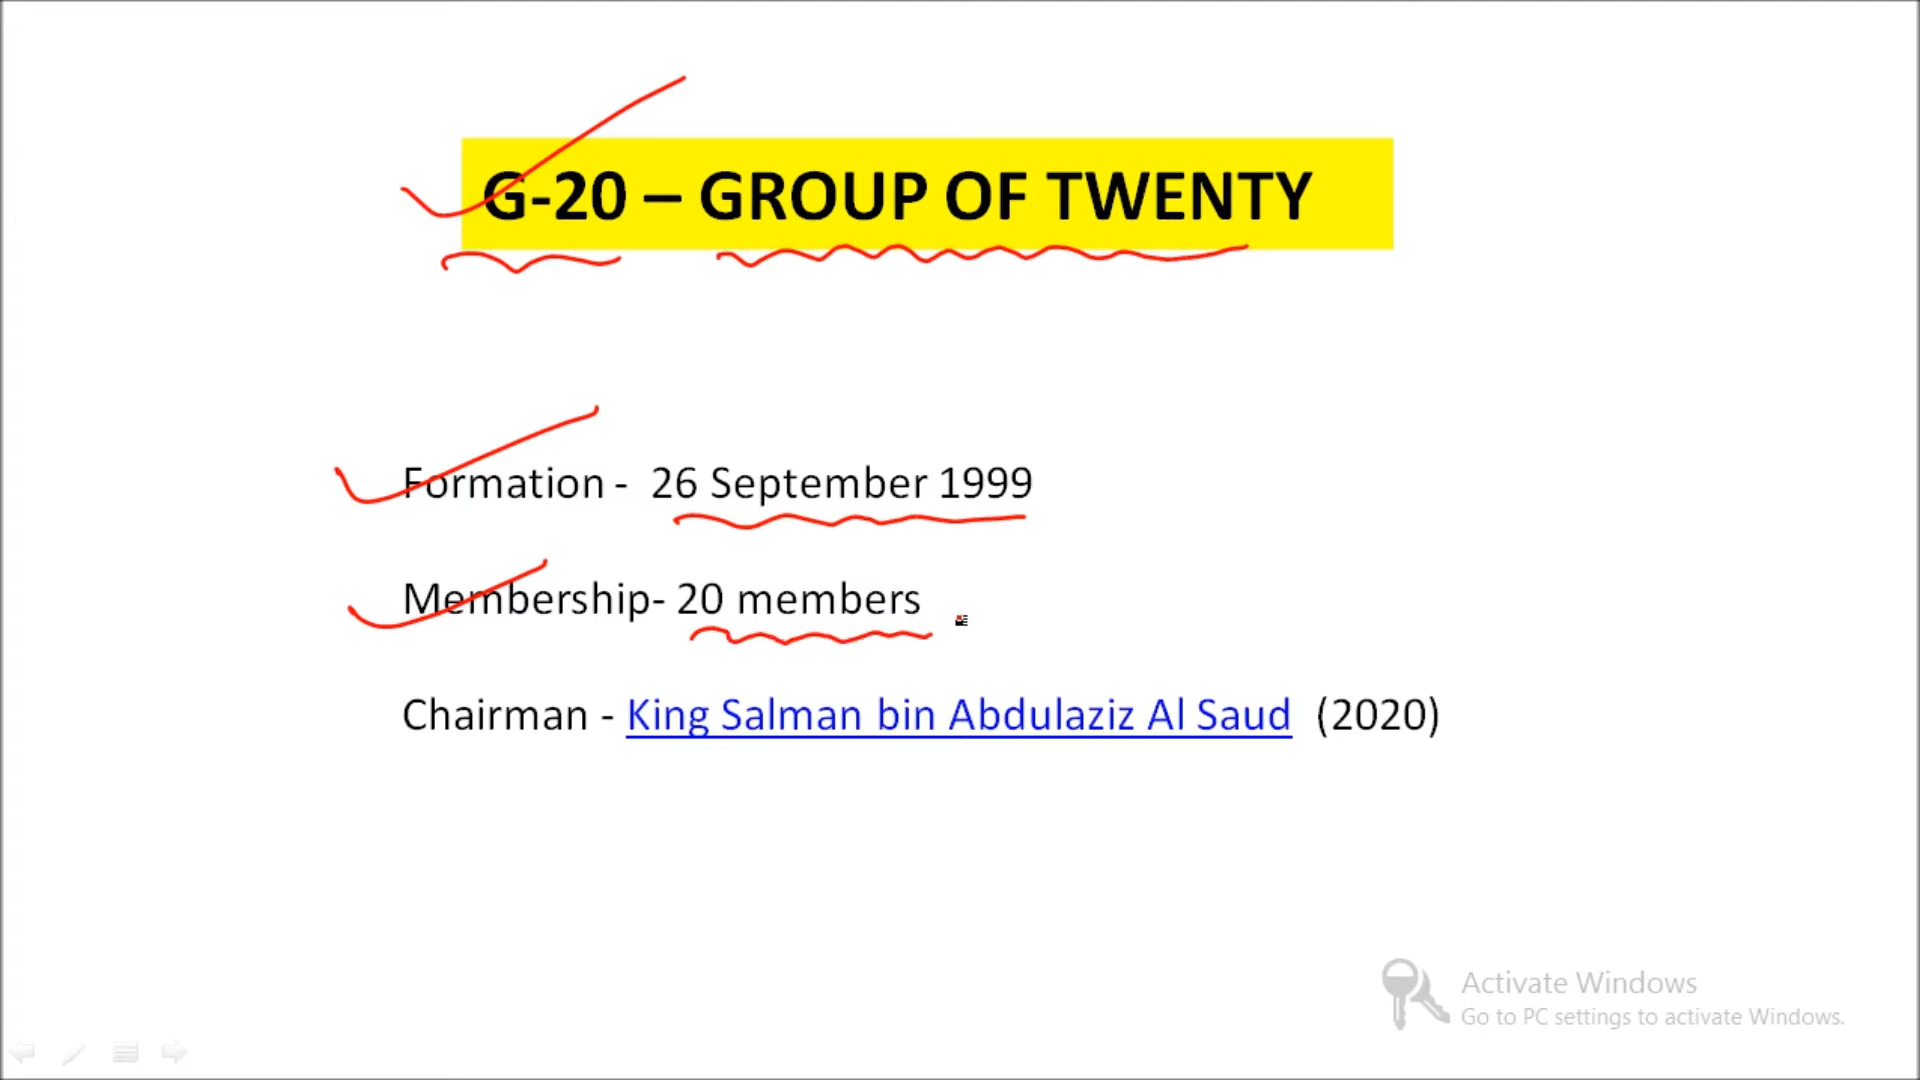 G-20 – GROUP OF TWENTY
Formation - 26 September 1999
Membership- 20 members
Chairman - King Salman bin Abdulaziz Al Saud (2020)
Activate Windows
Go to PC settings to activate Windows.